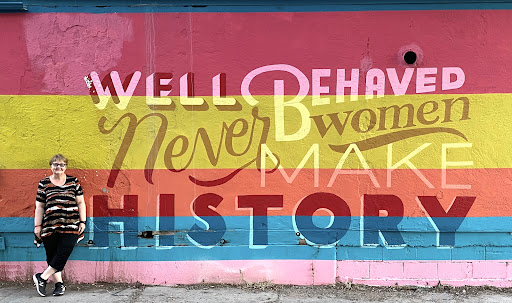 WELL BEHAVED
Never women
MAKE
HISTORY